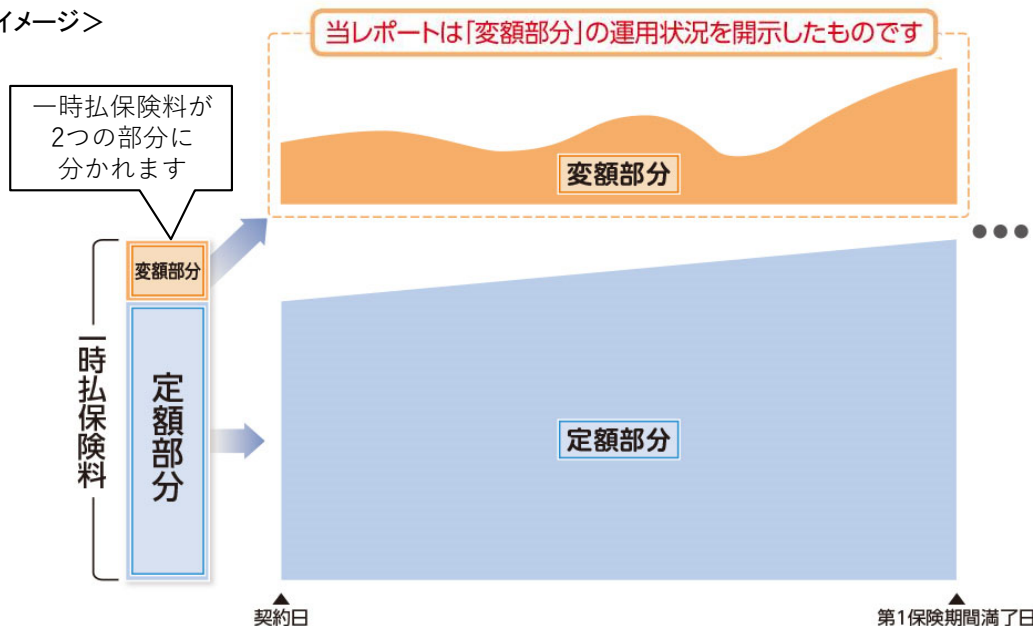 イメージ＞
当レポートは「変額部分」の運用状況を開示したものです
一時払保険料が
2つの部分に
分かれます
変額部分
変額部分
一時払保険料
定額部分
定額部分
▲
契約日
▲
第1保険期間満了日